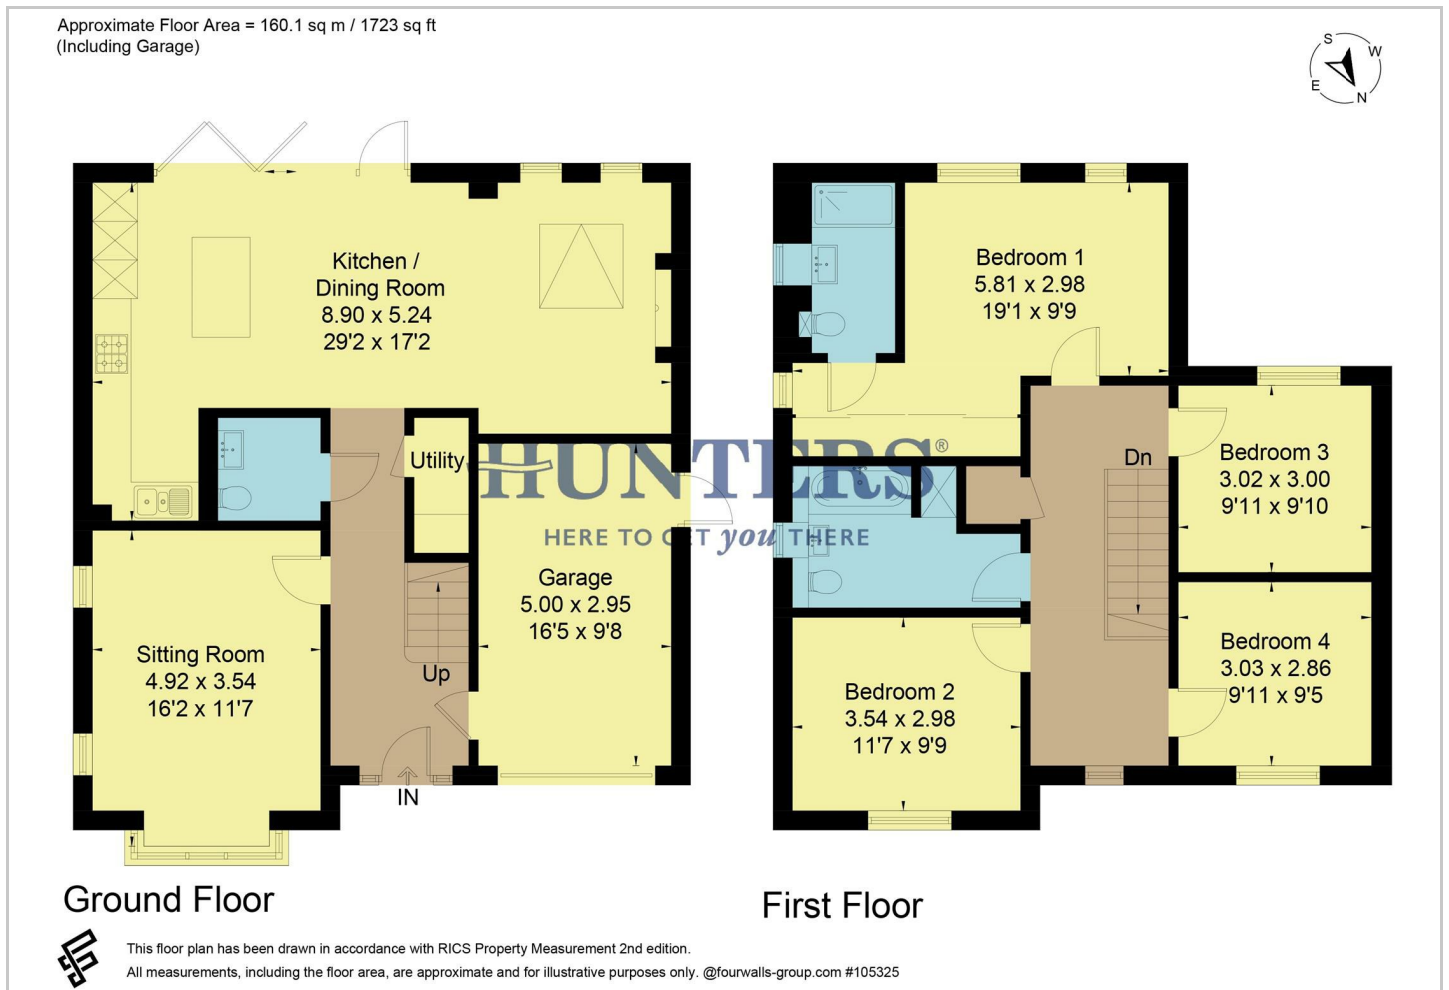 Approximate Floor Area = 160.1 sq m / 1723 sq ft
(Including Garage)
S
W
E
N
Kitchen /
Dining Room
8.90 x 5.24
29'2 x 17'2
Utility
Garage
5.00 x 2.95
16'5 x 9'8
Sitting Room
4.92 x 3.54
16'2 x 11'7
Up
IN
Ground Floor
Bedroom 1
5.81 x 2.98
19'1 x 9'9
Dn
Bedroom 3
3.02 x 3.00
9'11 x 9'10
Bedroom 4
3.03 x 2.86
9'11 x 9'5
Bedroom 2
3.54 x 2.98
11'7 x 9'9
First Floor
HUNTERS®
HERE TO GET you THERE
This floor plan has been drawn in accordance with RICS Property Measurement 2nd edition.
All measurements, including the floor area, are approximate and for illustrative purposes only. @fourwalls-group.com #105325